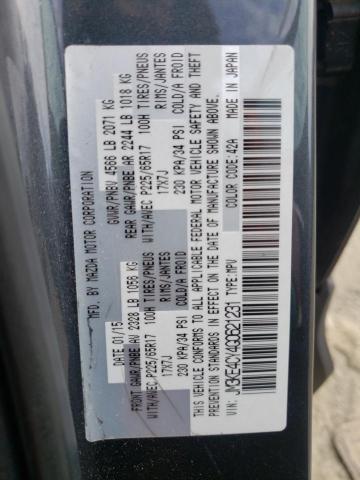 MFD. BY MAZDA MOTOR CORPORATION
DATE 01/15 GVWR/PNBV 4566 LB 2071 KG
FRONT GAWR/PNBE AV 2328 LB 1056 KG REAR GAWR/PNBE AR 2244 LB 1018 KG
WITH/AVEC P225/65R17 100H TIRES/PNEUS WITH/AVEC P225/65R17 100H TIRES/PNEUS
17X7J RIMS/JANTES 17X7J RIMS/JANTES
230 KPA/34 PSI COLD/A FROID 230 KPA/34 PSI COLD/A FROID
THIS VEHICLE CONFORMS TO ALL APPLICABLE FEDERAL MOTOR VEHICLE SAFETY AND THEFT
PREVENTION STANDARDS IN EFFECT ON THE DATE OF MANUFACTURE SHOWN ABOVE.
JM3KE4CY4G0621231 TYPE:MPV COLOR CODE:42A MADE IN JAPAN